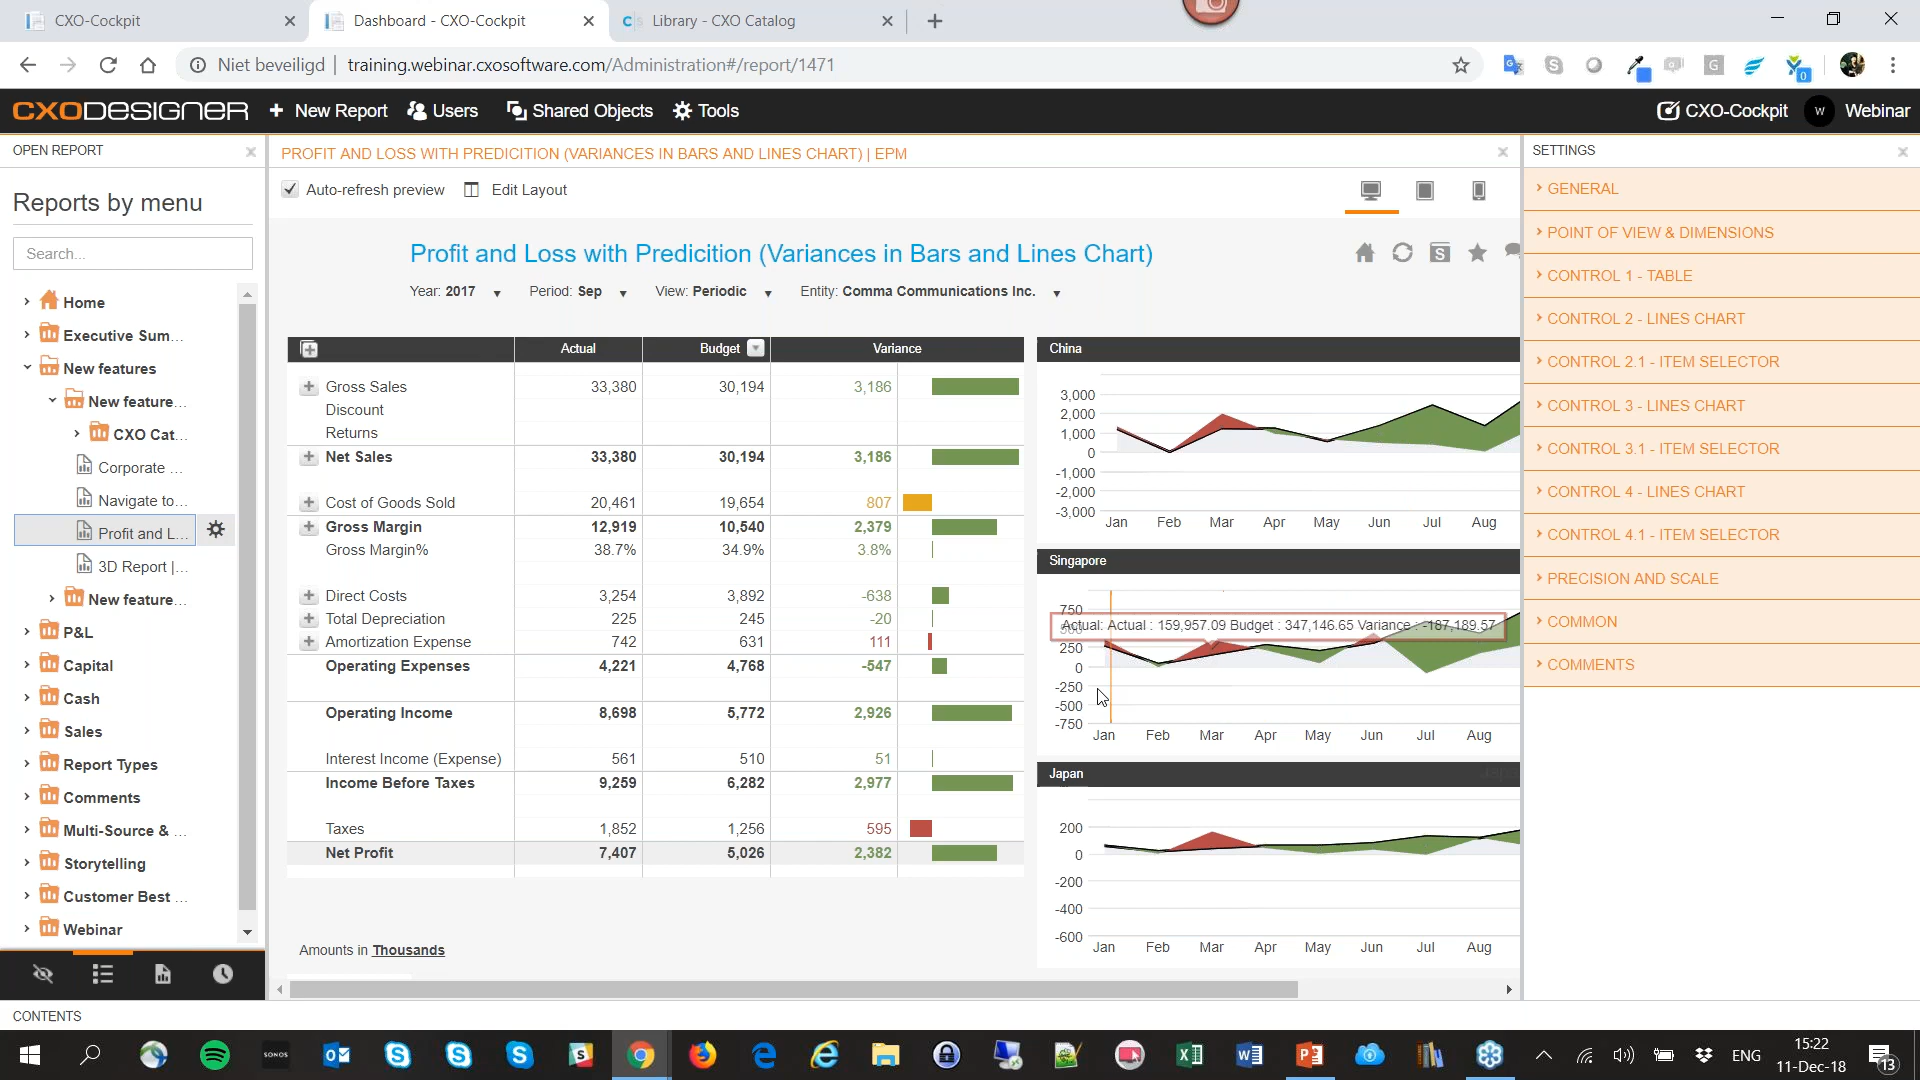 CXO-Cockpit
Dashboard - CXO-Cockpit
Library - CXO Catalog
Niet beveiligd | training.webinar.cxosoftware.com/Administration#/report/1471
CXODESIGNER
New Report
Users
Shared Objects
Tools
CXO-Cockpit
W
Webinar
OPEN REPORT
PROFIT AND LOSS WITH PREDICITION (VARIANCES IN BARS AND LINES CHART) | EPM
SETTINGS
Reports by menu
Search...
Home
Executive Sum...
New features
New feature...
CXO Cat...
Corporate ...
Navigate to...
Profit and L...
3D Report |...
New feature...
P&L
Capital
Cash
Sales
Report Types
Comments
Multi-Source & ...
Storytelling
Customer Best ...
Webinar
Auto-refresh preview
Edit Layout
Profit and Loss with Predicition (Variances in Bars and Lines Chart)
Year: 2017 Period: Sep View: Periodic Entity: Comma Communications Inc.
Actual Budget Variance
Gross Sales 33,380 30,194 3,186
Discount
Returns
Net Sales 33,380 30,194 3,186
Cost of Goods Sold 20,461 19,654 807
Gross Margin 12,919 10,540 2,379
Gross Margin% 38.7% 34.9% 3.8%
Direct Costs 3,254 3,892 -638
Total Depreciation 225 245 -20
Amortization Expense 742 631 111
Operating Expenses 4,221 4,768 -547
Operating Income 8,698 5,772 2,926
Interest Income (Expense) 561 510 51
Income Before Taxes 9,259 6,282 2,977
Taxes 1,852 1,256 595
Net Profit 7,407 5,026 2,382
Amounts in Thousands
China
3,000
2,000
1,000
0
-1,000
-2,000
-3,000
Jan Feb Mar Apr May Jun Jul Aug
Singapore
750
Actual: Actual : 159,957.09 Budget : 347,146.65 Variance : -187,189.57
500
250
0
-250
-500
-750
Jan Feb Mar Apr May Jun Jul Aug
Japan
200
0
-200
-400
-600
Jan Feb Mar Apr May Jun Jul Aug
GENERAL
POINT OF VIEW & DIMENSIONS
CONTROL 1 - TABLE
CONTROL 2 - LINES CHART
CONTROL 2.1 - ITEM SELECTOR
CONTROL 3 - LINES CHART
CONTROL 3.1 - ITEM SELECTOR
CONTROL 4 - LINES CHART
CONTROL 4.1 - ITEM SELECTOR
PRECISION AND SCALE
COMMON
COMMENTS
CONTENTS
SONOS
ENG
15:22
11-Dec-18
13